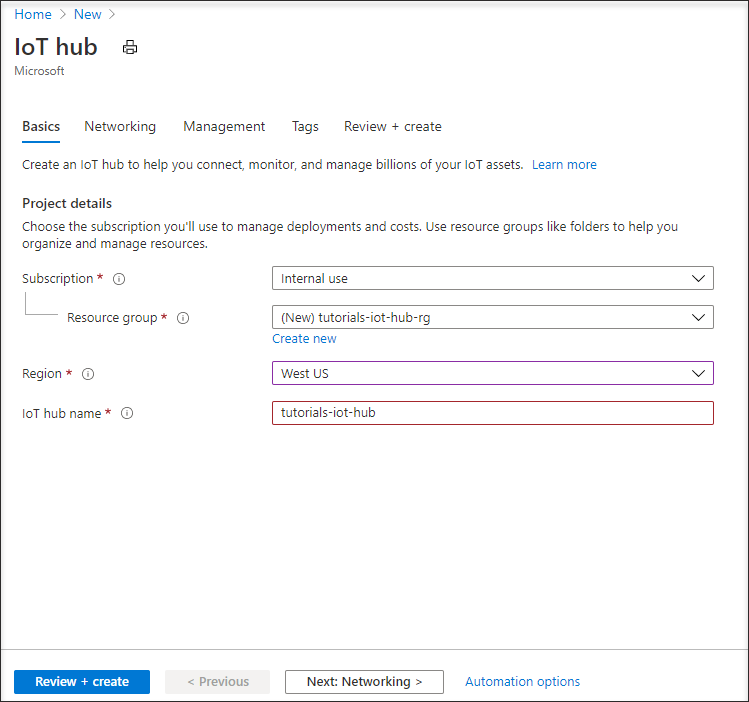 Home > New >
IoT hub
Microsoft
Basics Networking Management Tags Review + create
Create an IoT hub to help you connect, monitor, and manage billions of your IoT assets. Learn more
Project details
Choose the subscription you'll use to manage deployments and costs. Use resource groups like folders to help you
organize and manage resources.
Subscription * Internal use
Resource group * (New) tutorials-iot-hub-rg
Create new
Region * West US
IoT hub name * tutorials-iot-hub
Review + create < Previous Next: Networking > Automation options